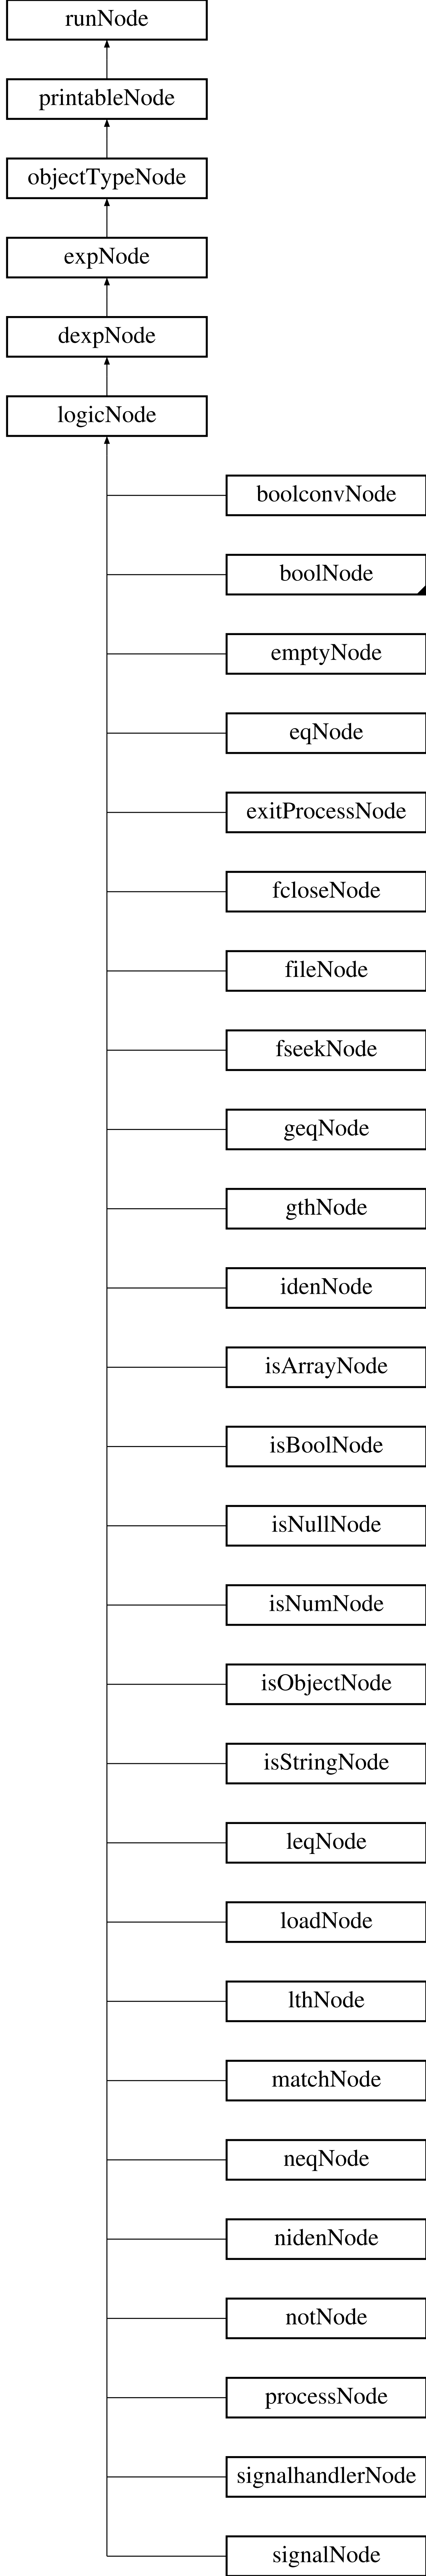 runNode
printableNode
objectTypeNode
expNode
dexpNode
logicNode
boolconvNode
boolNode
emptyNode
eqNode
exitProcessNode
fcloseNode
fileNode
fseekNode
geqNode
gthNode
idenNode
isArrayNode
isBoolNode
isNullNode
isNumNode
isObjectNode
isStringNode
leqNode
loadNode
lthNode
matchNode
neqNode
nidenNode
notNode
processNode
signalhandlerNode
signalNode